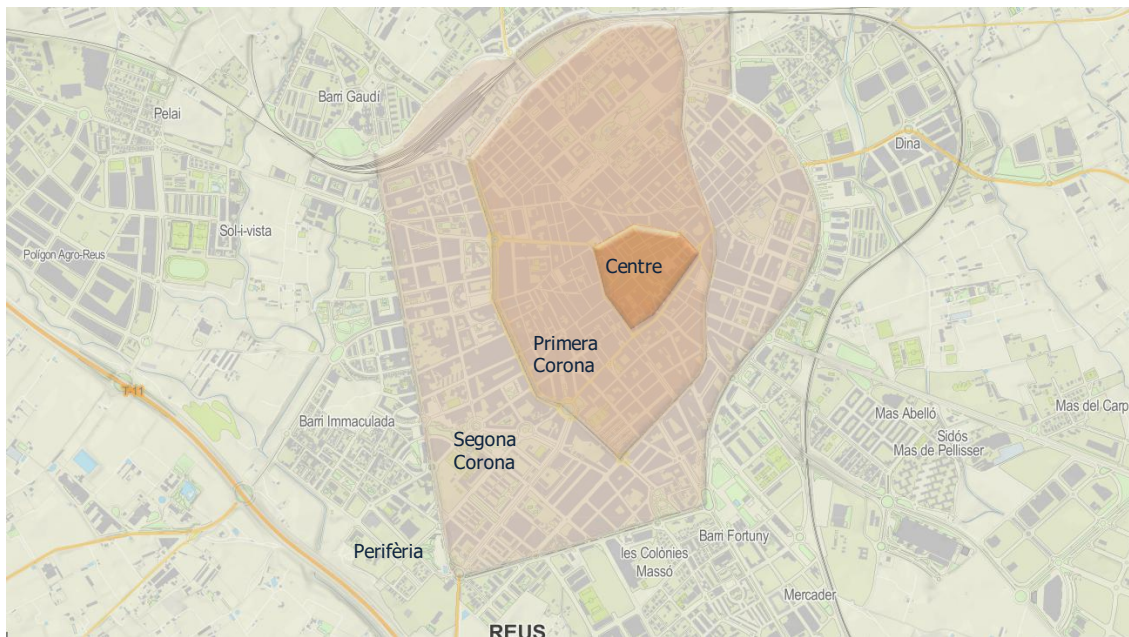 Barri Gaudí
Pelai
Dina
Sol-i-vista
Polígon Agro-Reus
Centre
Primera
Corona
T-11
Mas Abelló
Mas del Carp
Barri Immaculada
Sidós
Mas de Pellisser
Segona
Corona
Barri Fortuny
Perifèria
les Colónies
Massó
Mercader
REUS